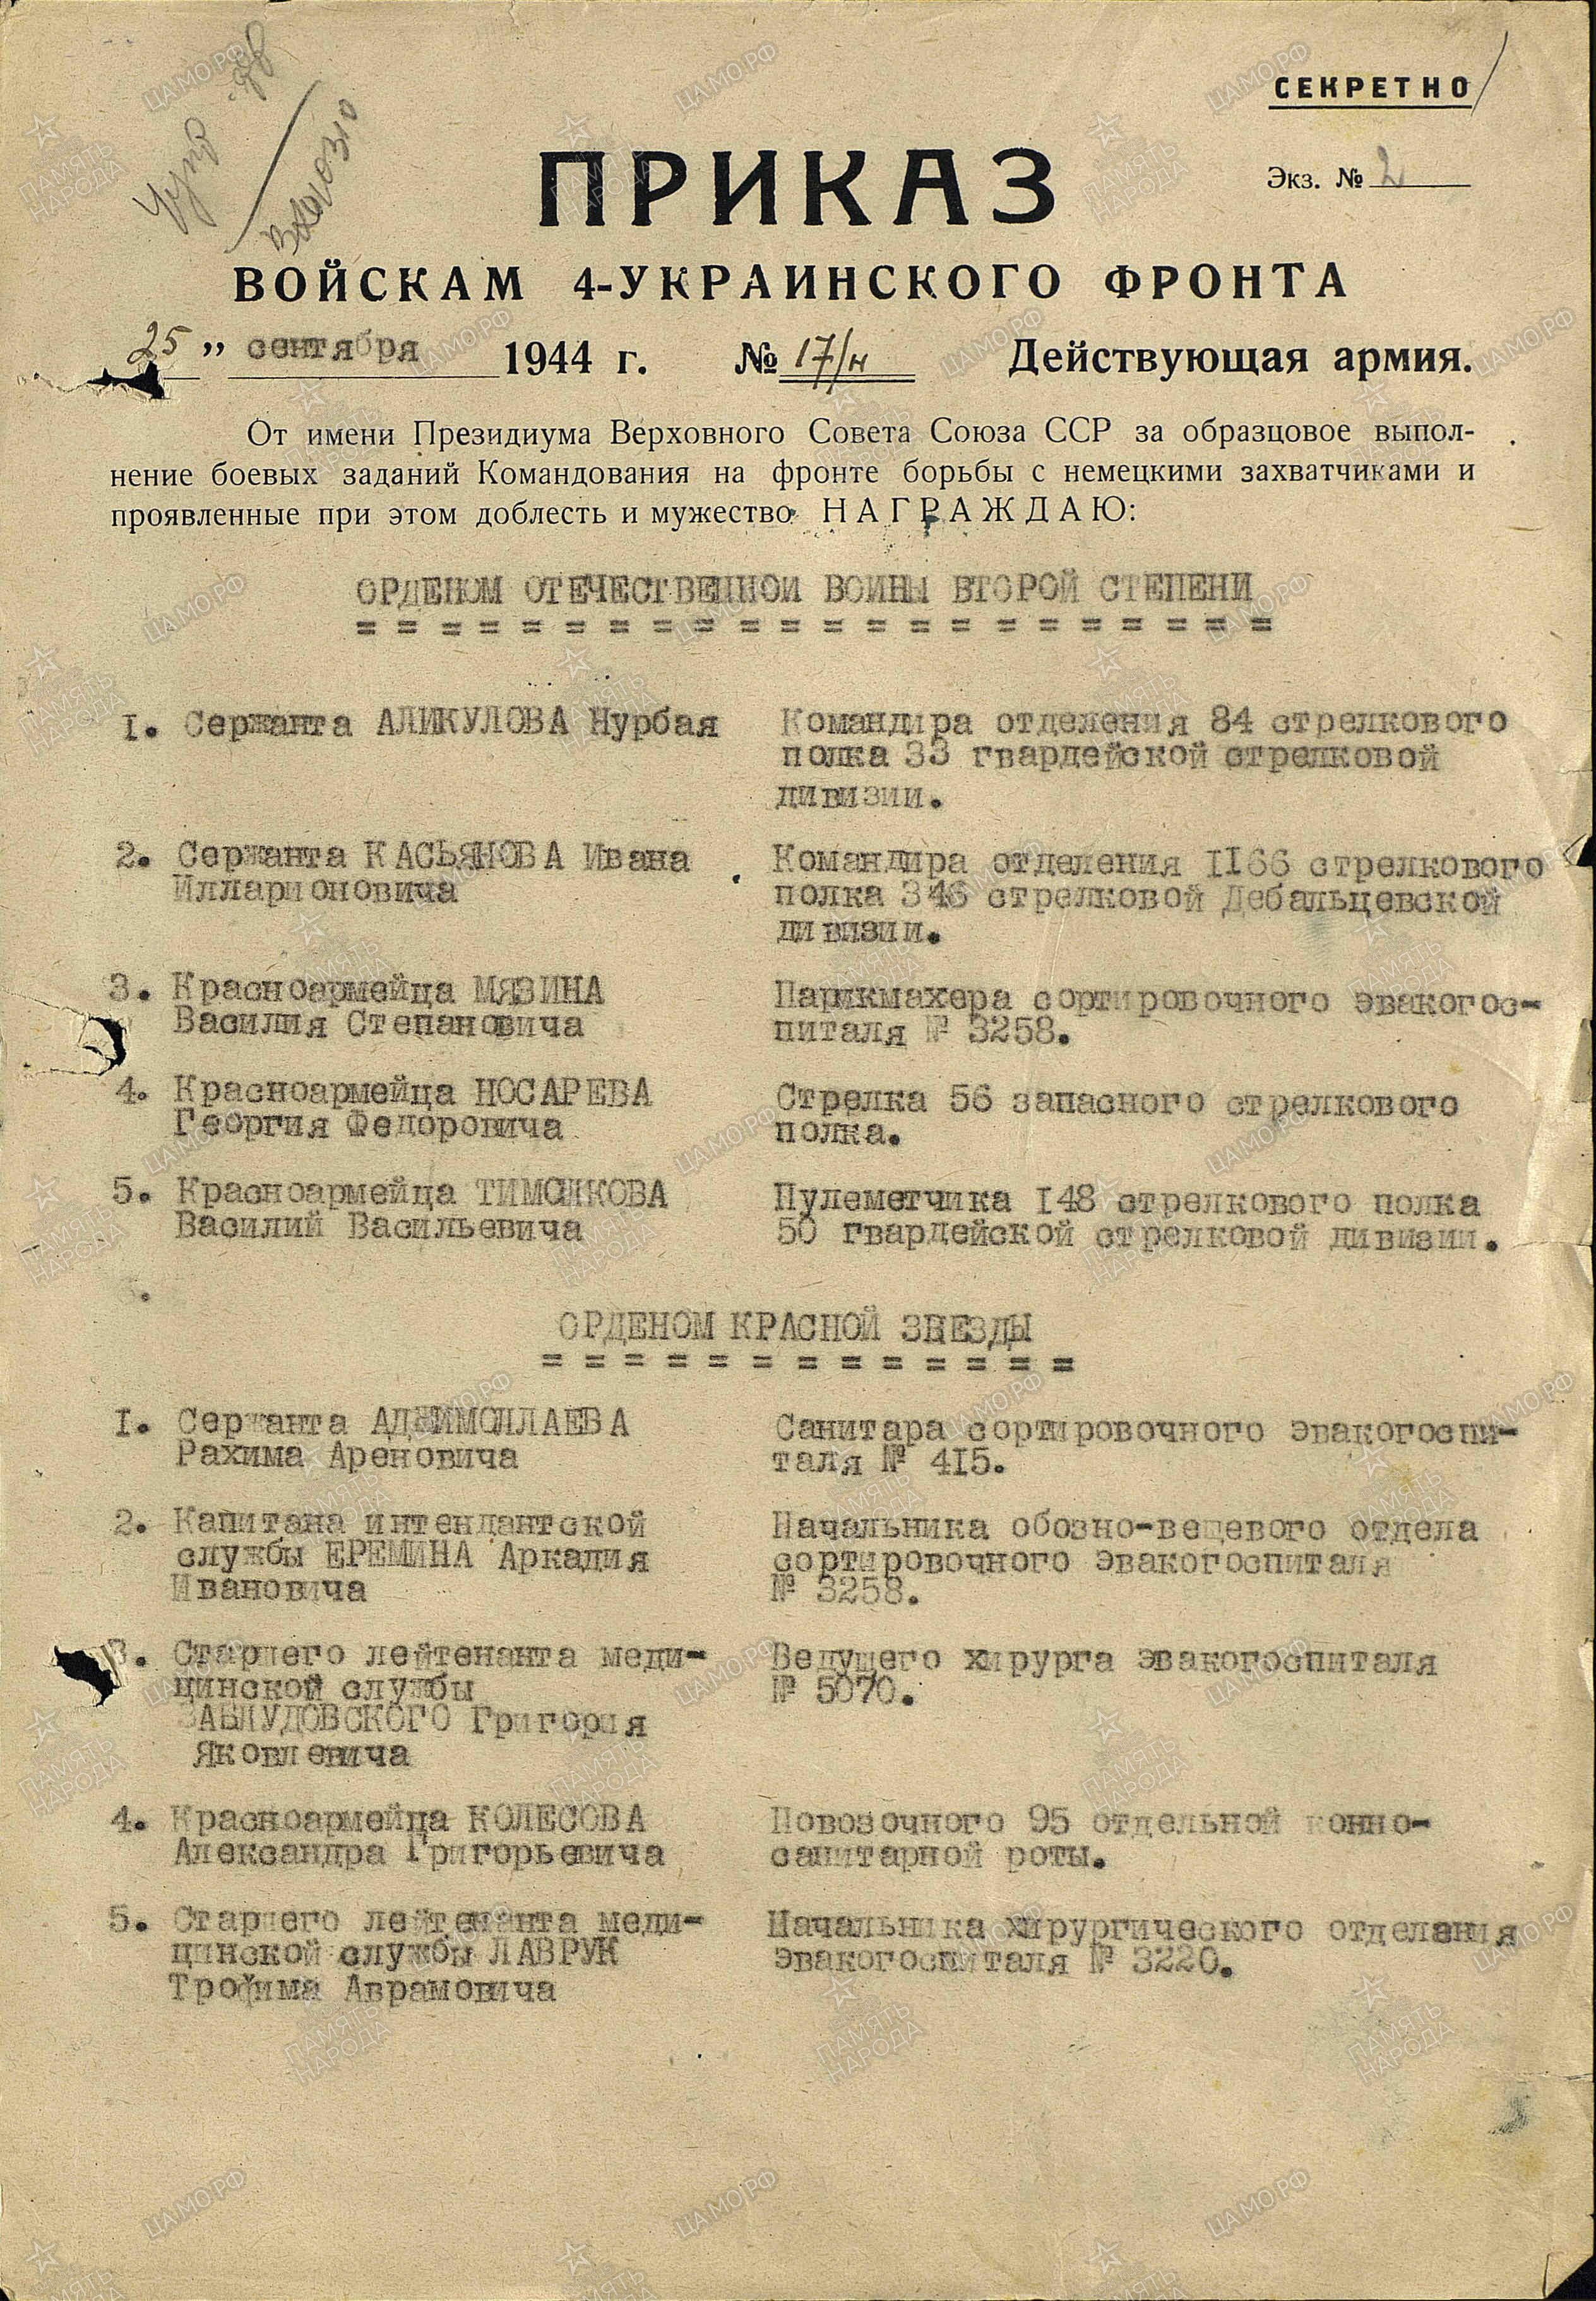 СЕКРЕТНО
Экз. № 2
ПРИКАЗ
ВОЙСКАМ 4-УКРАИНСКОГО ФРОНТА
25 " сентября 1944 г. № 17/н Действующая армия.
От имени Президиума Верховного Совета Союза ССР за образцовое выпол-
нение боевых заданий Командования на фронте борьбы с немецкими захватчиками и
проявленные при этом доблесть и мужество НАГРАЖДАЮ:
ОРДЕНОМ ОТЕЧЕСТВЕННОЙ ВОЙНЫ ВТОРОЙ СТЕПЕНИ
= = = = = = = = = = = = = = = = = = = = = =
I. Сержанта АЛИКУЛОВА Нурбая Командира отделения 84 стрелкового
полка 33 гвардейской стрелковой
дивизии.
2. Сержанта КАСЬЯНОВА Ивана Командира отделения II66 стрелкового
Илларионовича полка 346 стрелковой Дебальцевской
дивизии.
3. Красноармейца МЯЗИНА Парикмахера сортировочного эвакогос-
Василия Степановича питаля № 3258.
4. Красноармейца НОСАРЕВА Стрелка 56 запасного стрелкового
Георгия Федоровича полка.
5. Красноармейца ТИМОШКОВА Пулеметчика I48 стрелкового полка
Василий Васильевича 50 гвардейской стрелковой дивизии.
ОРДЕНОМ КРАСНОЙ ЗВЕЗДЫ
= = = = = = = = = = = = =
I. Сержанта АДЖИМОЛЛАЕВА Санитара сортировочного эвакогоспи-
Рахима Ареновича таля № 4I5.
2. Капитана интендантской Начальника обозно-вещевого отдела
службы ЕРЕМИНА Аркадия сортировочного эвакогоспиталя
Ивановича № 3258.
3. Старшего лейтенанта меди- Ведущего хирурга эвакогоспиталя
цинской службы № 5070.
ЗАБЛУДОВСКОГО Григория
Яковлевича
4. Красноармейца КОЛЕСОВА Повозочного 95 отдельной конно-
Александра Григорьевича санитарной роты.
5. Старшего лейтенанта меди- Начальника хирургического отделения
цинской службы ЛАВРУК эвакогоспиталя № 3220.
Трофима Аврамовича